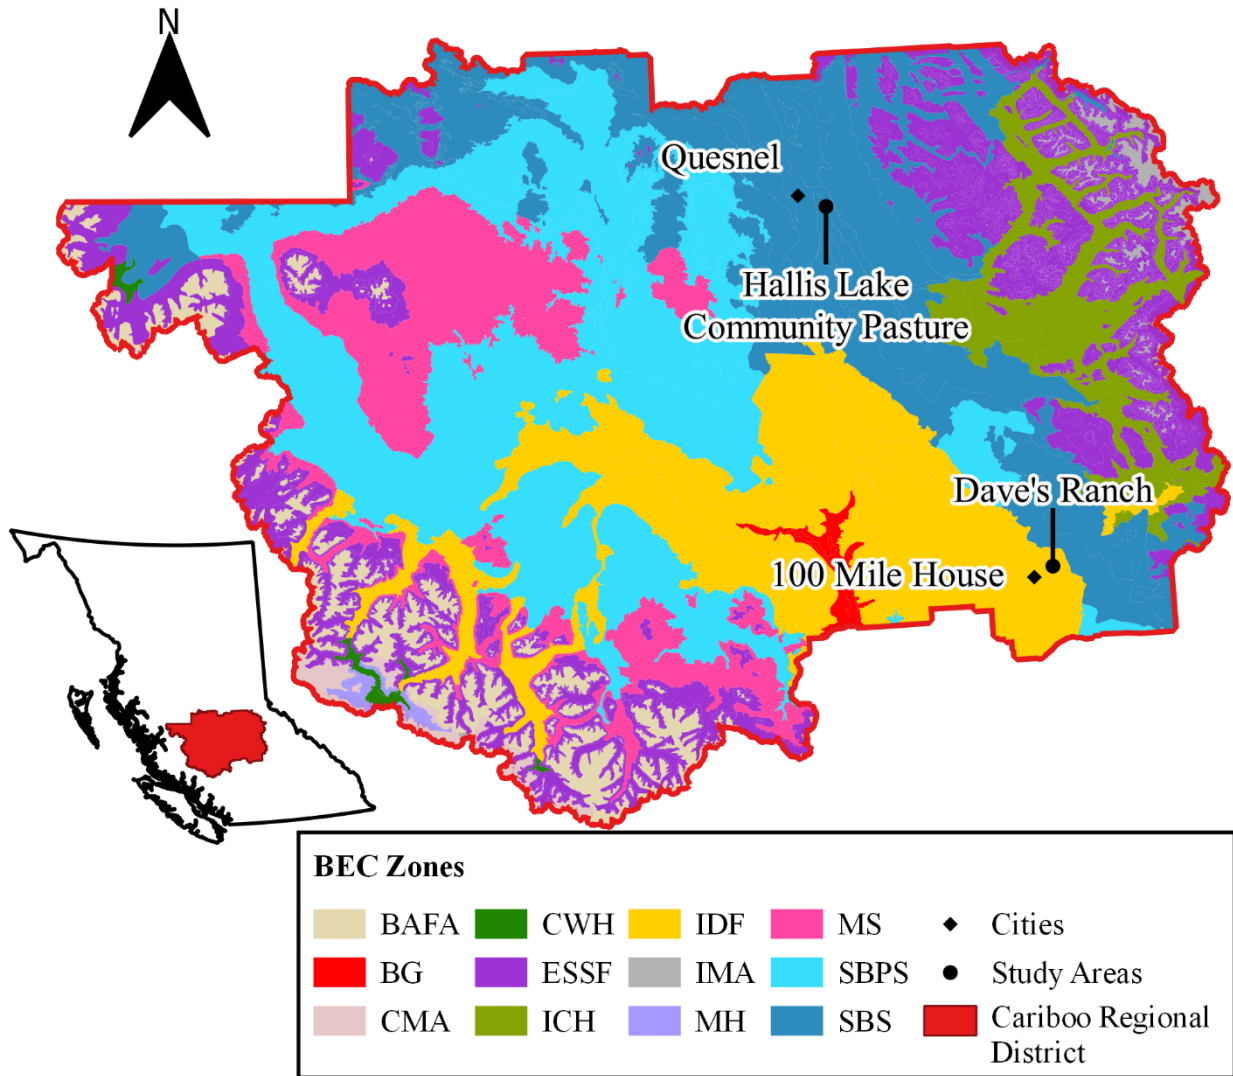 N
Quesnel
Hallis Lake
Community Pasture
Dave's Ranch
100 Mile House
BEC Zones
BAFA
CWH
IDF
MS
Cities
BG
ESSF
IMA
SBPS
Study Areas
CMA
ICH
MH
SBS
Cariboo Regional
District